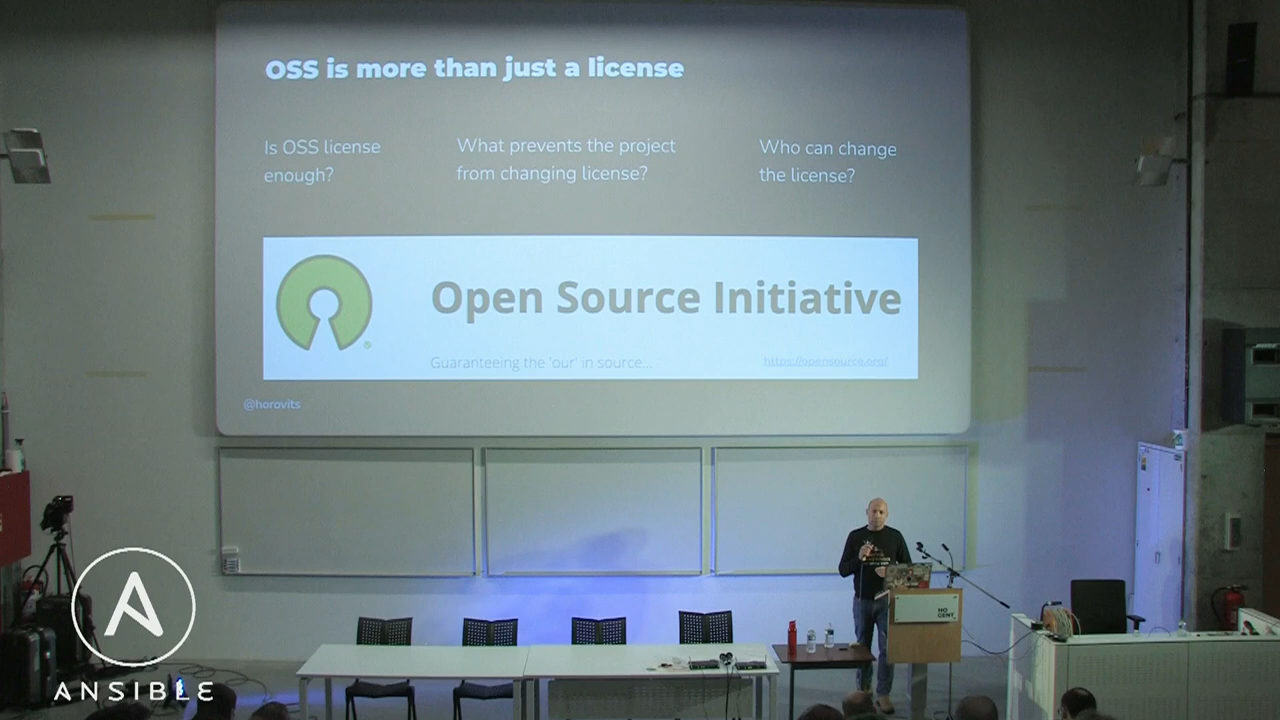 OSS is more than just a license
Is OSS license
enough?
What prevents the project
from changing license?
Who can change
the license?
Open Source Initiative
Guaranteeing the 'our' in source...
https://opensource.org/
@horovits
HO
GENT
ANSIBLE